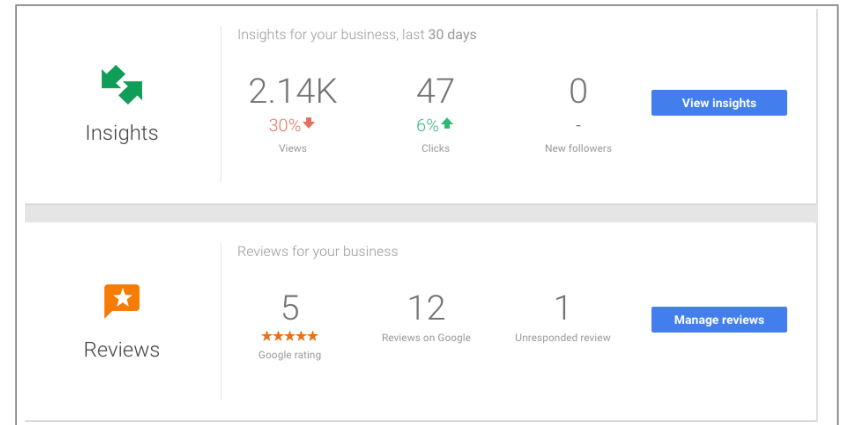 Insights
Insights for your business, last 30 days
2.14K
30%
Views
47
6%
Clicks
0
-
New followers
View insights
Reviews
Reviews for your business
5
Google rating
12
Reviews on Google
1
Unresponded review
Manage reviews